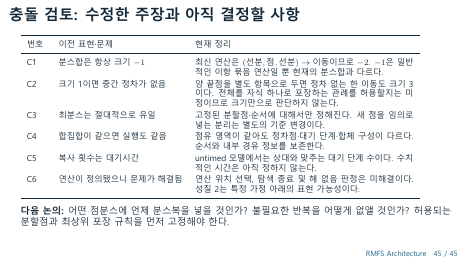 충돌 검토: 수정한 주장과 아직 결정할 사항
번호 이전 표현·문제 현재 정리
C1 분스합은 항상 크기 −1 최신 연산은 (선분, 점, 선분) → 이동이므로 −2. −1은 일반
적인 이항 묶음 연산일 뿐 현재의 분스합과 다르다.
C2 크기 1이면 중간 정차가 없음 양 끝점을 별도 항목으로 두면 정차 없는 한 이동도 크기 3
이다. 전체를 자식 하나로 포장하는 관례를 허용할지는 미
정이므로 크기만으로 판단하지 않는다.
C3 최분스는 절대적으로 유일 고정된 분할점·순서에 대해서만 정해진다. 새 점을 임의로
넣는 분리는 별도의 기준 변경이다.
C4 합집합이 같으면 실행도 같음 점유 영역이 같아도 정차점·대기 단계·합체 구성이 다르다.
순서와 내부 경유 정보를 보존한다.
C5 복사 횟수는 대기시간 untimed 모델에서는 상대와 맞추는 대기 단계 수이다. 수치
적인 시간은 아직 정하지 않는다.
C6 연산이 정의됐으니 문제가 해결됨 연산 위치 선택, 탐색 종료 및 해 없음 판정은 미해결이다.
성질 2는 특정 가정 아래의 표현 가능성이다.
다음 논의: 어떤 점분스에 언제 분스복을 넣을 것인가? 불필요한 반복을 어떻게 없앨 것인가? 허용되는
분할점과 최상위 포장 규칙을 먼저 고정해야 한다.
RMFS Architecture 45 / 45